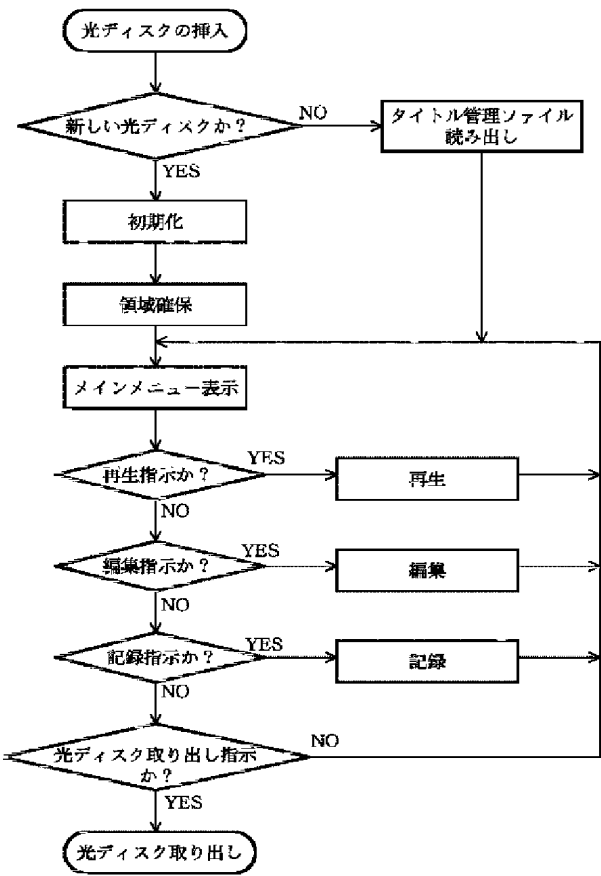 光ディスクの挿入
新しい光ディスクか？
NO
タイトル管理ファイル
読み出し
YES
初期化
領域確保
メインメニュー表示
再生指示か？
YES
再生
NO
編集指示か？
YES
編集
NO
記録指示か？
YES
記録
NO
光ディスク取り出し指示
か？
NO
YES
光ディスク取り出し